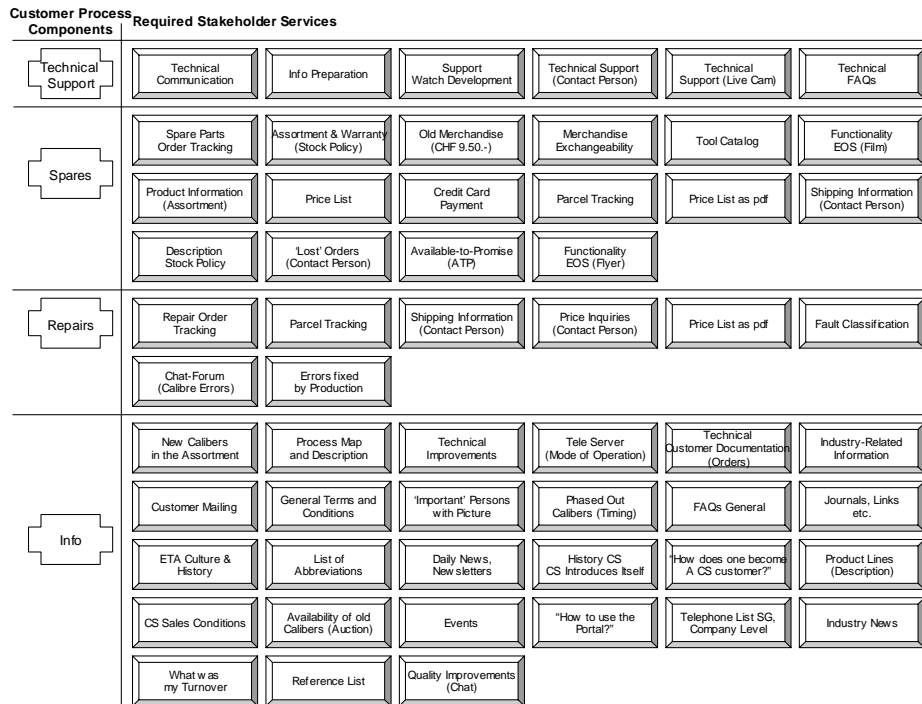 Customer Process
Components
Required Stakeholder Services
Technical
Support
Technical
Communication
Info Preparation
Support
Watch Development
Technical Support
(Contact Person)
Technical
Support (Live Cam)
Technical
FAQs
Spares
Spare Parts
Order Tracking
Assortment & Warranty
(Stock Policy)
Old Merchandise
(CHF 9.50.-)
Merchandise
Exchangeability
Tool Catalog
Functionality
EOS (Film)
Product Information
(Assortment)
Price List
Credit Card
Payment
Parcel Tracking
Price List as pdf
Shipping Information
(Contact Person)
Description
Stock Policy
'Lost' Orders
(Contact Person)
Available-to-Promise
(ATP)
Functionality
EOS (Flyer)
Repairs
Repair Order
Tracking
Parcel Tracking
Shipping Information
(Contact Person)
Price Inquiries
(Contact Person)
Price List as pdf
Fault Classification
Chat-Forum
(Calibre Errors)
Errors fixed
by Production
Info
New Calibers
in the Assortment
Process Map
and Description
Technical
Improvements
Tele Server
(Mode of Operation)
Technical
Customer Documentation
(Orders)
Industry-Related
Information
Customer Mailing
General Terms and
Conditions
'Important' Persons
with Picture
Phased Out
Calibers (Timing)
FAQs General
Journals, Links
etc.
ETA Culture &
History
List of
Abbreviations
Daily News,
Newsletters
History CS
CS Introduces Itself
"How does one become
A CS customer?"
Product Lines
(Description)
CS Sales Conditions
Availability of old
Calibers (Auction)
Events
"How to use the
Portal?"
Telephone List SG,
Company Level
Industry News
What was
my Turnover
Reference List
Quality Improvements
(Chat)